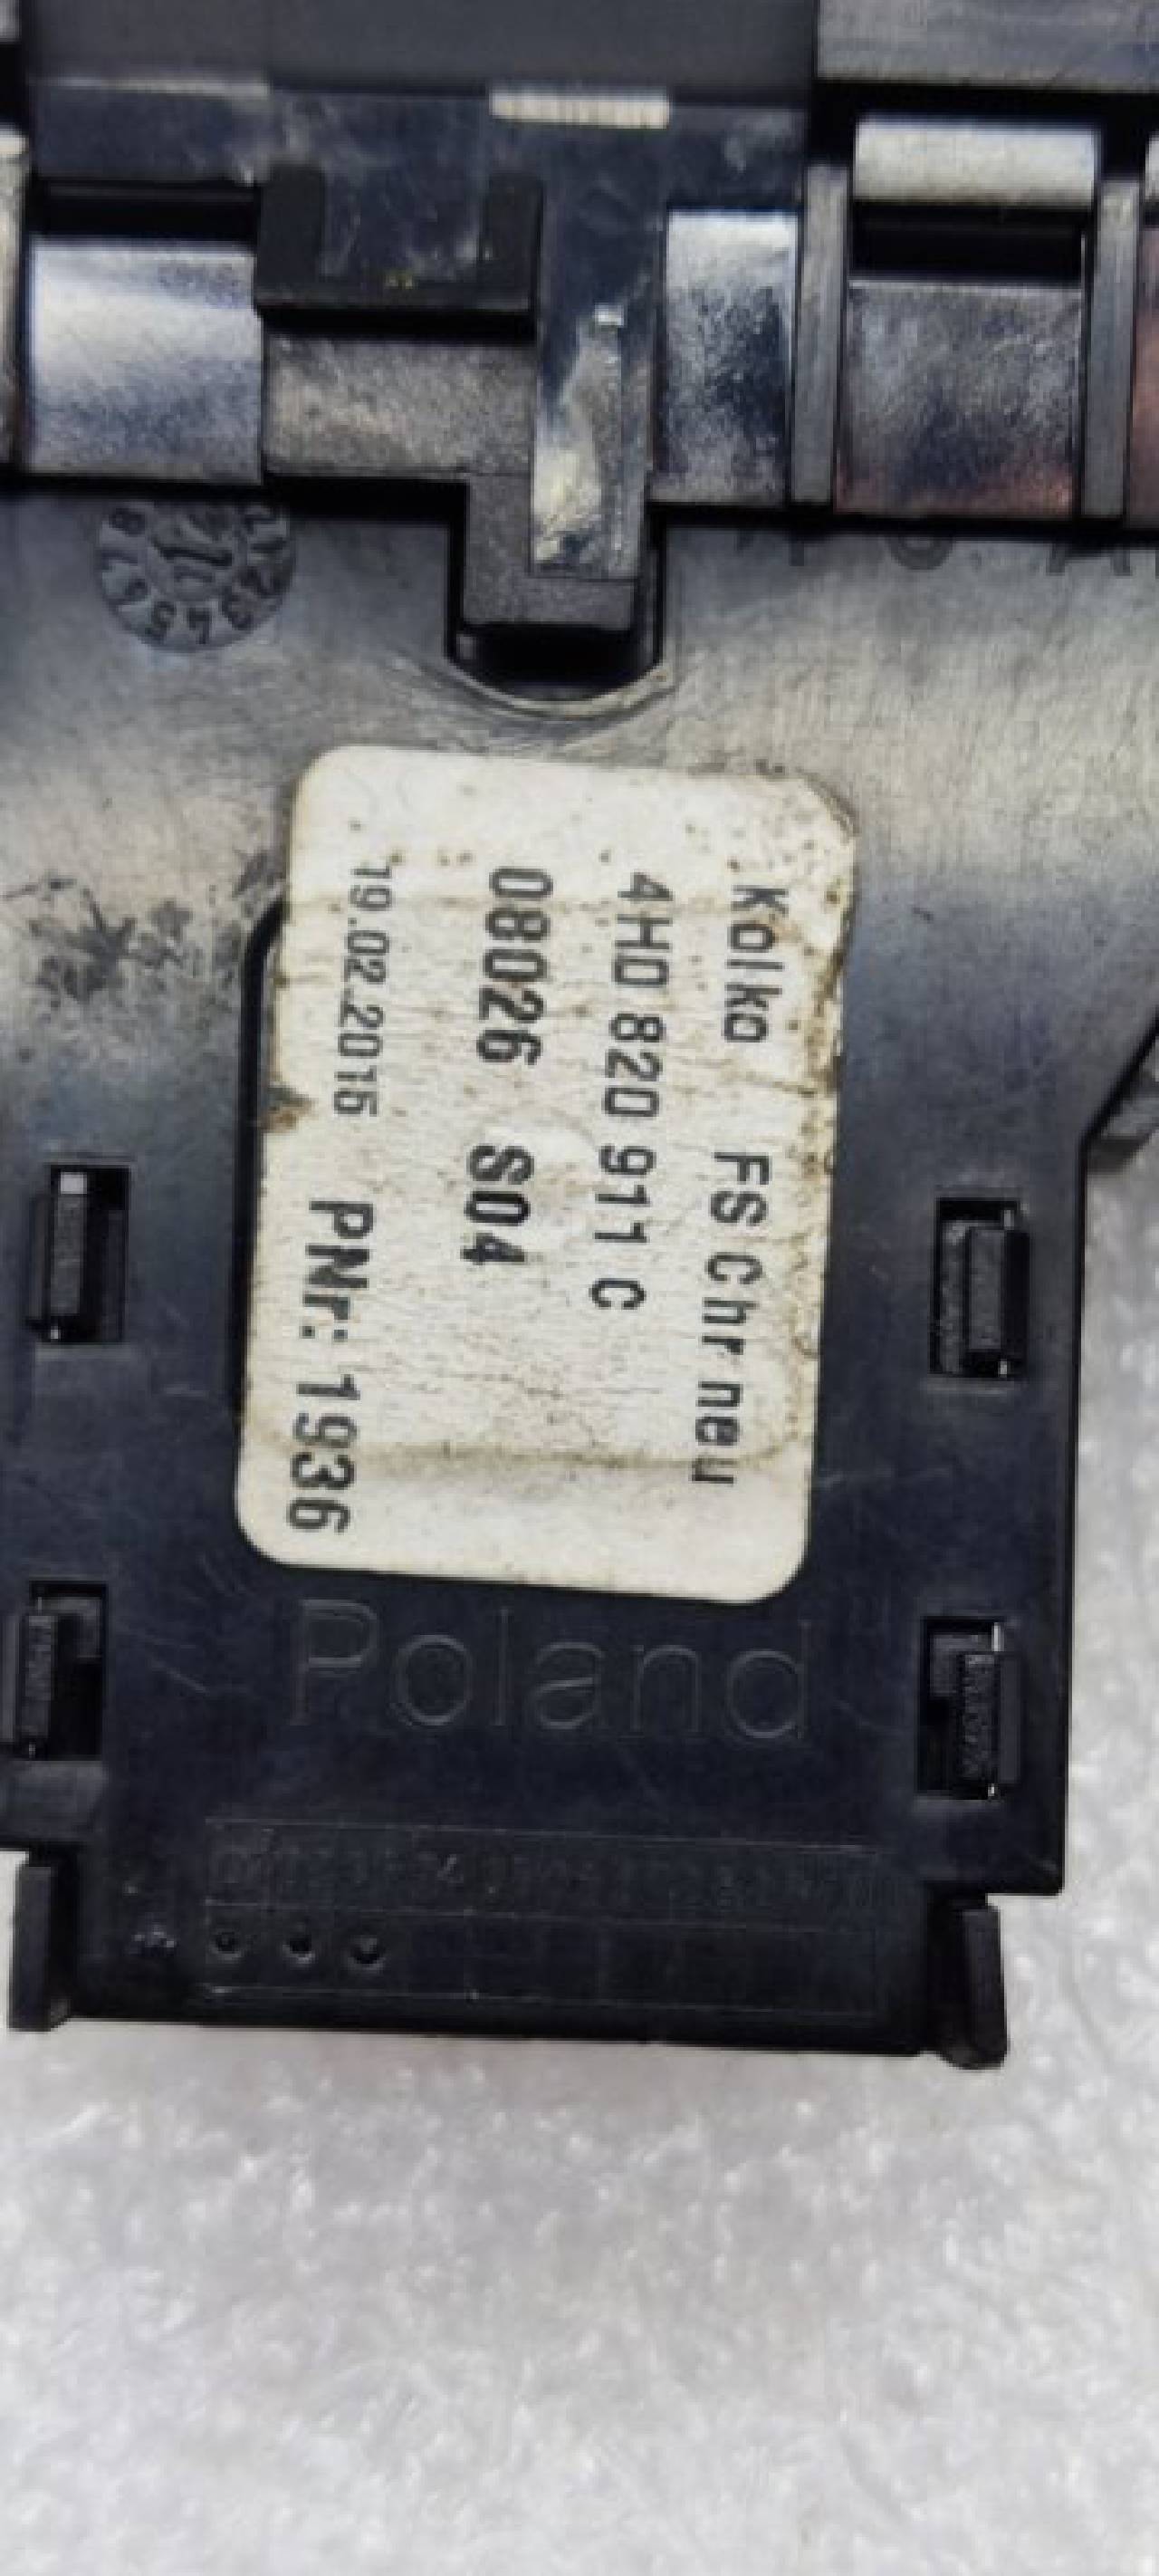 Kolko FS Chr neu
4H0 820 911 C
08026 S04
19.02.2015 PNr: 1936
Poland